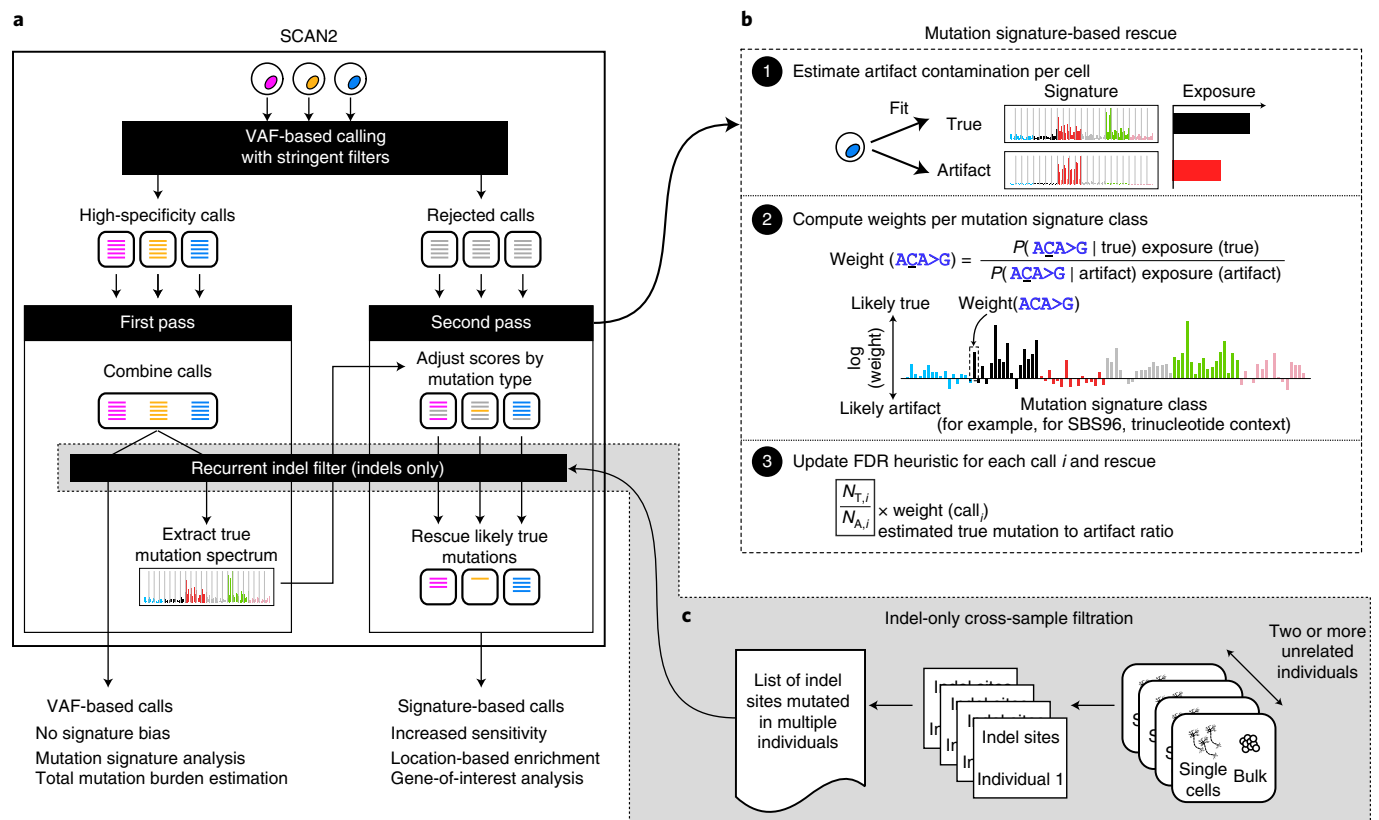 a
SCAN2
VAF-based calling
with stringent filters
High-specificity calls
Rejected calls
First pass
Second pass
Combine calls
Adjust scores by
mutation type
Recurrent indel filter (indels only)
Extract true
mutation spectrum
Rescue likely true
mutations
VAF-based calls
No signature bias
Mutation signature analysis
Total mutation burden estimation
Signature-based calls
Increased sensitivity
Location-based enrichment
Gene-of-interest analysis
b
Mutation signature-based rescue
1 Estimate artifact contamination per cell
Signature
Exposure
Fit
True
Artifact
2 Compute weights per mutation signature class
Weight (ACA>G) =
P(ACA>G | true) exposure (true)
P(ACA>G | artifact) exposure (artifact)
Likely true
Weight(ACA>G)
log
(weight)
Likely artifact
Mutation signature class
(for example, for SBS96, trinucleotide context)
3 Update FDR heuristic for each call i and rescue
N_T,i
N_A,i
× weight (call_i)
estimated true mutation to artifact ratio
c
Indel-only cross-sample filtration
Two or more
unrelated
individuals
List of indel
sites mutated
in multiple
individuals
Indel sites
Individual 1
Single
cells
Bulk